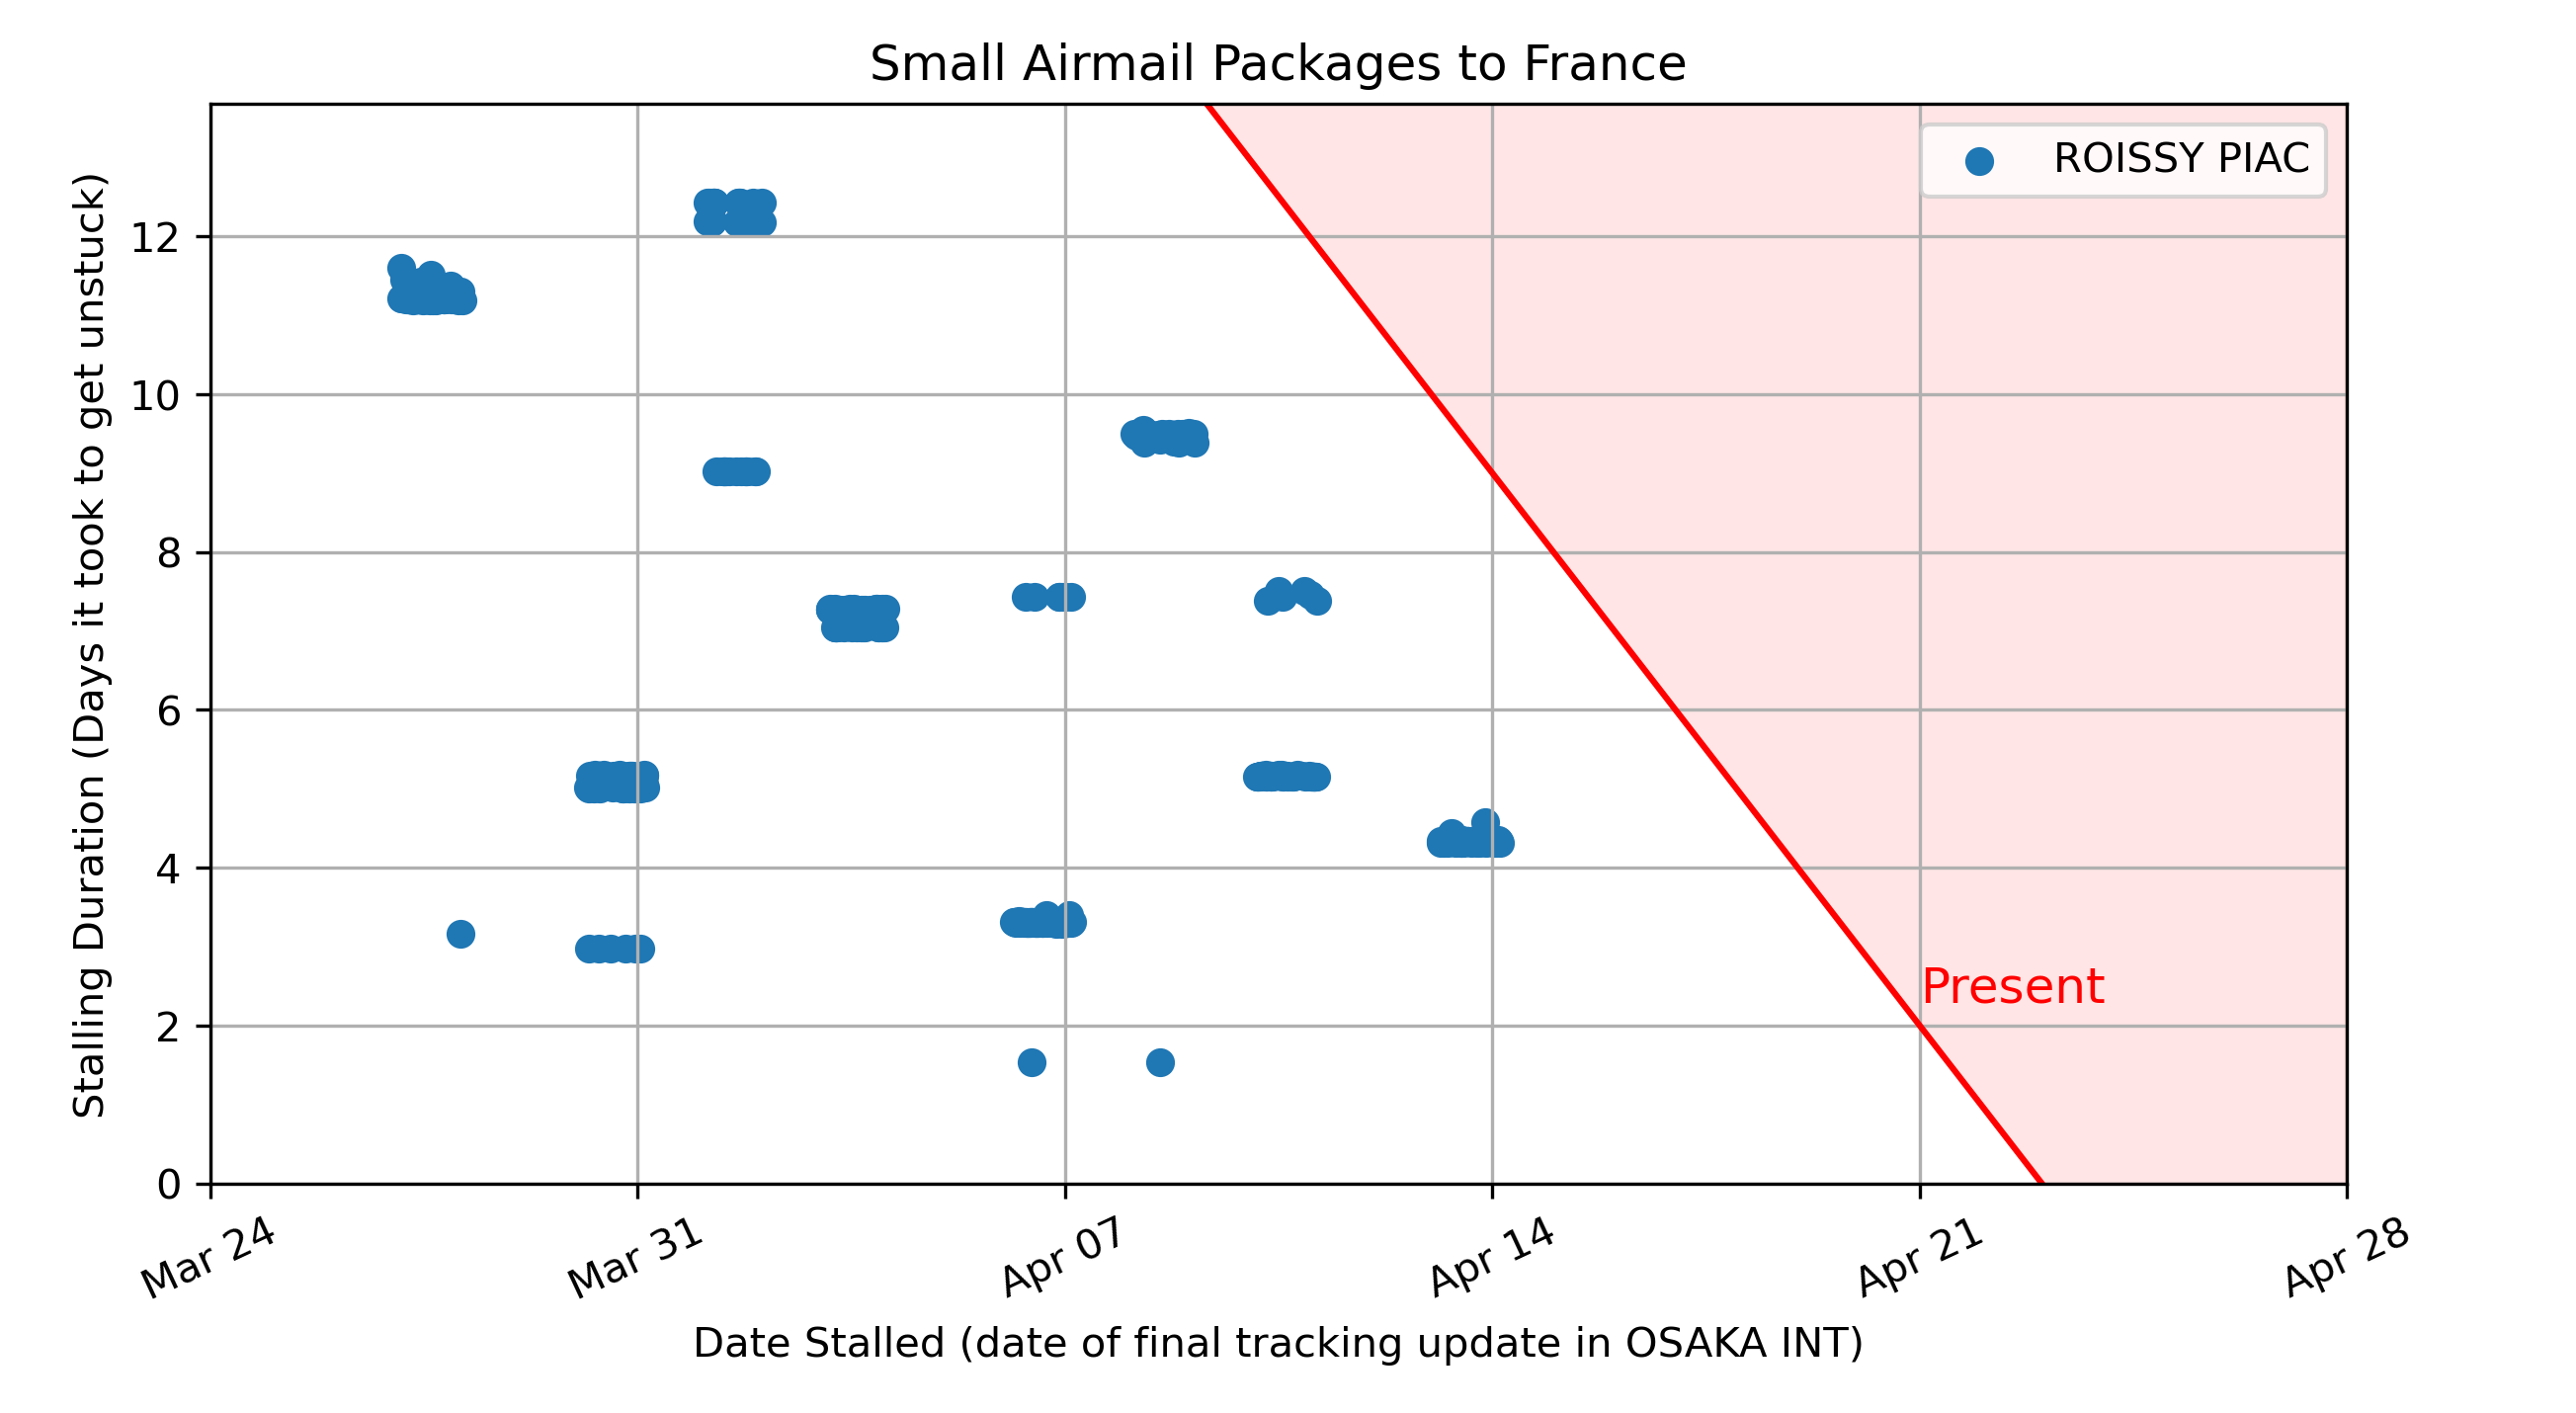 Small Airmail Packages to France
ROISSY PIAC
Stalling Duration (Days it took to get unstuck)
12
10
8
6
4
2
0
Present
Mar 24
Mar 31
Apr 07
Apr 14
Apr 21
Apr 28
Date Stalled (date of final tracking update in OSAKA INT)